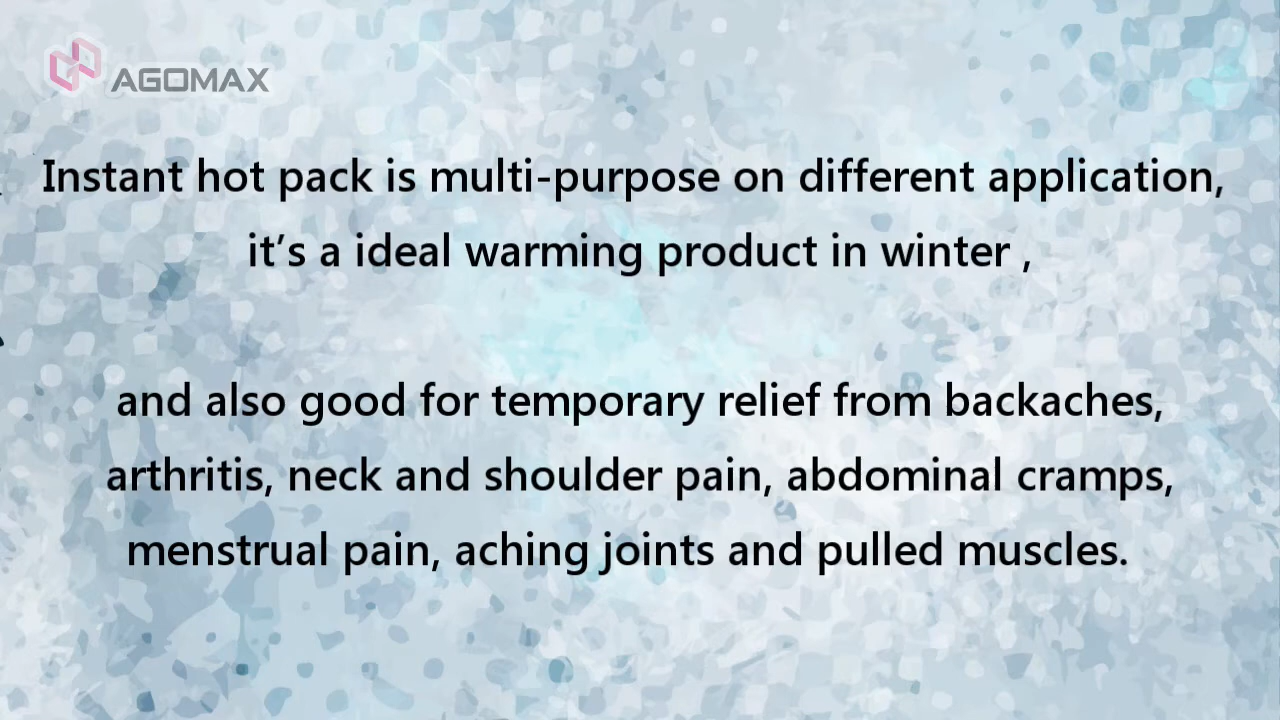 AGOMAX
Instant hot pack is multi-purpose on different application,
it’s a ideal warming product in winter ,
and also good for temporary relief from backaches,
arthritis, neck and shoulder pain, abdominal cramps,
menstrual pain, aching joints and pulled muscles.